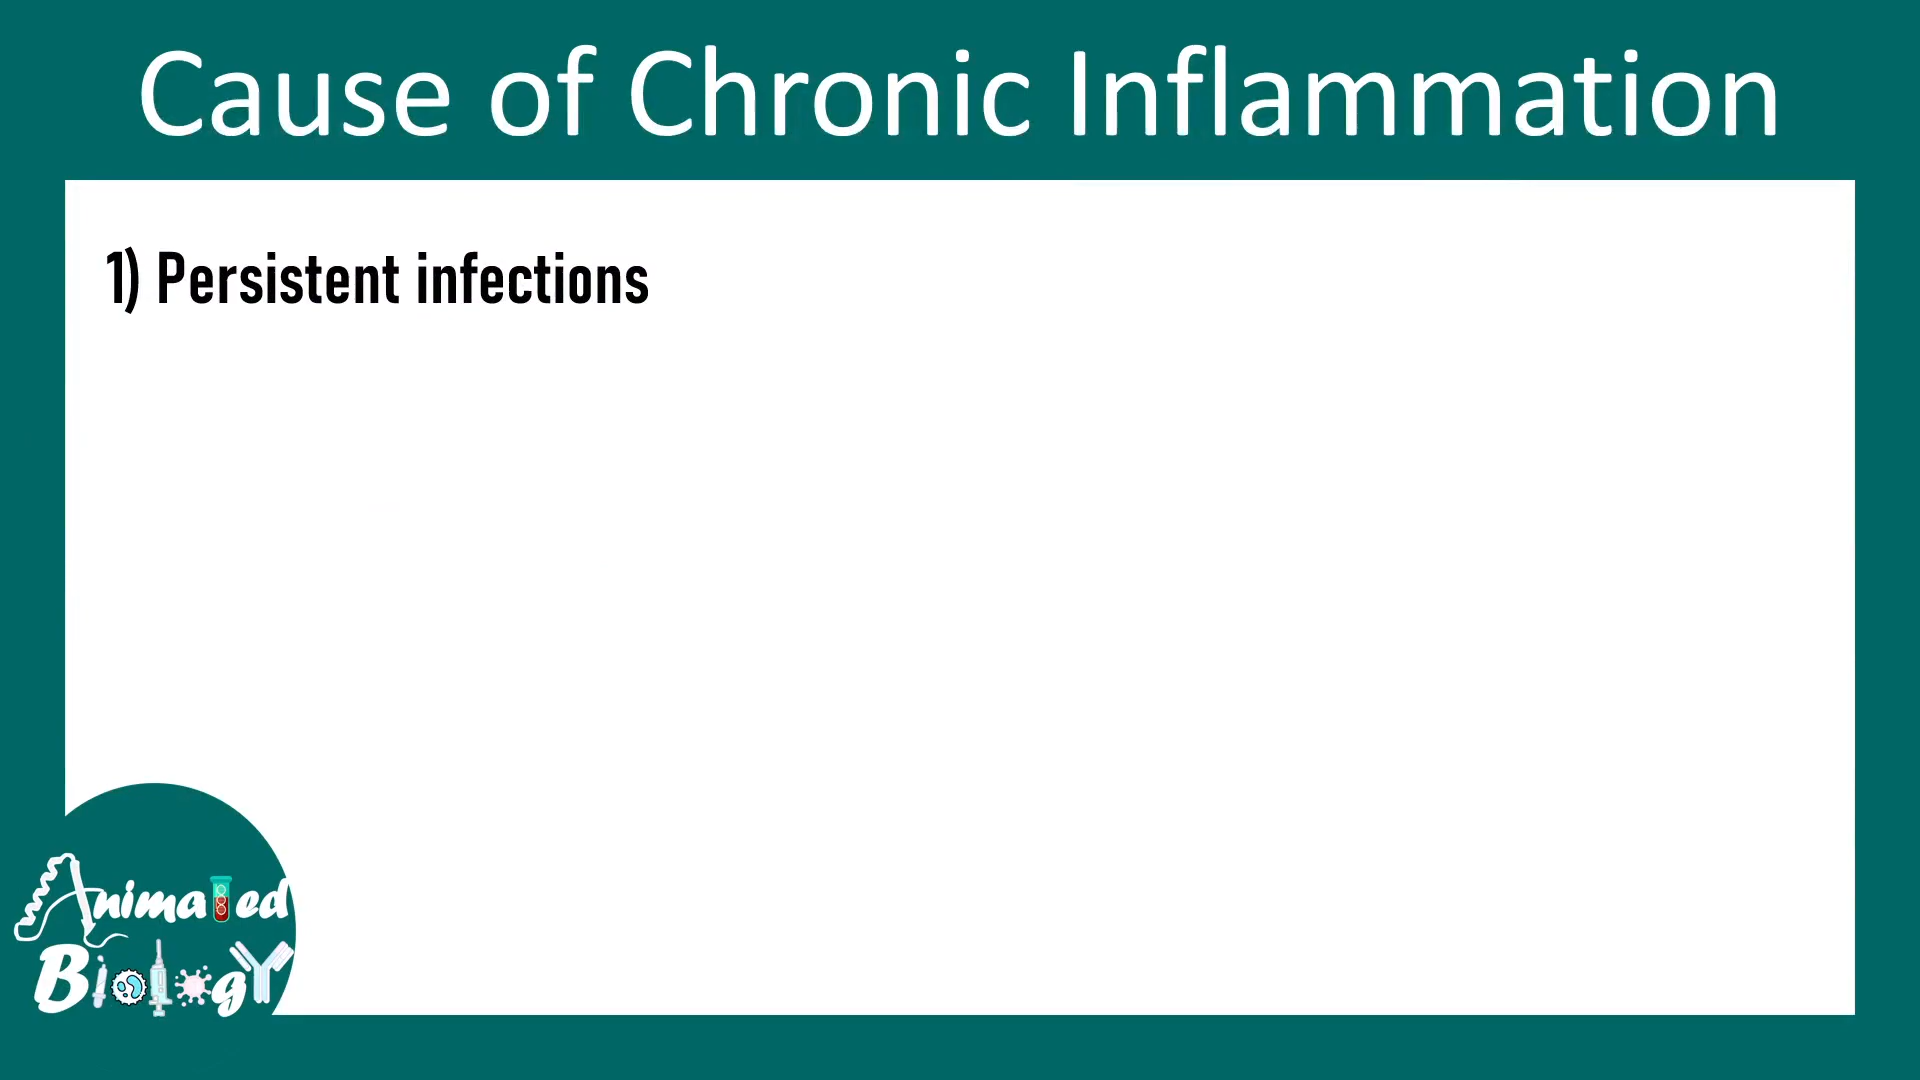 Cause of Chronic Inflammation
1) Persistent infections
Animated
Biology